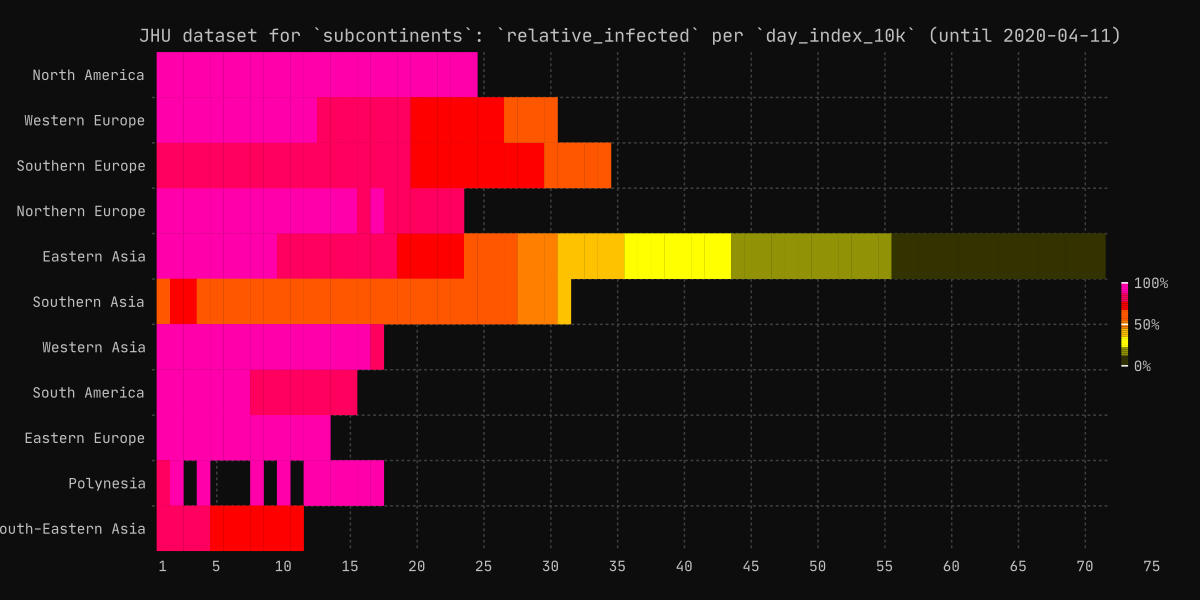 JHU dataset for `subcontinents`: `relative_infected` per `day_index_10k` (until 2020-04-11)
North America
Western Europe
Southern Europe
Northern Europe
Eastern Asia
Southern Asia
Western Asia
South America
Eastern Europe
Polynesia
outh-Eastern Asia
100%
50%
0%
1 5 10 15 20 25 30 35 40 45 50 55 60 65 70 75